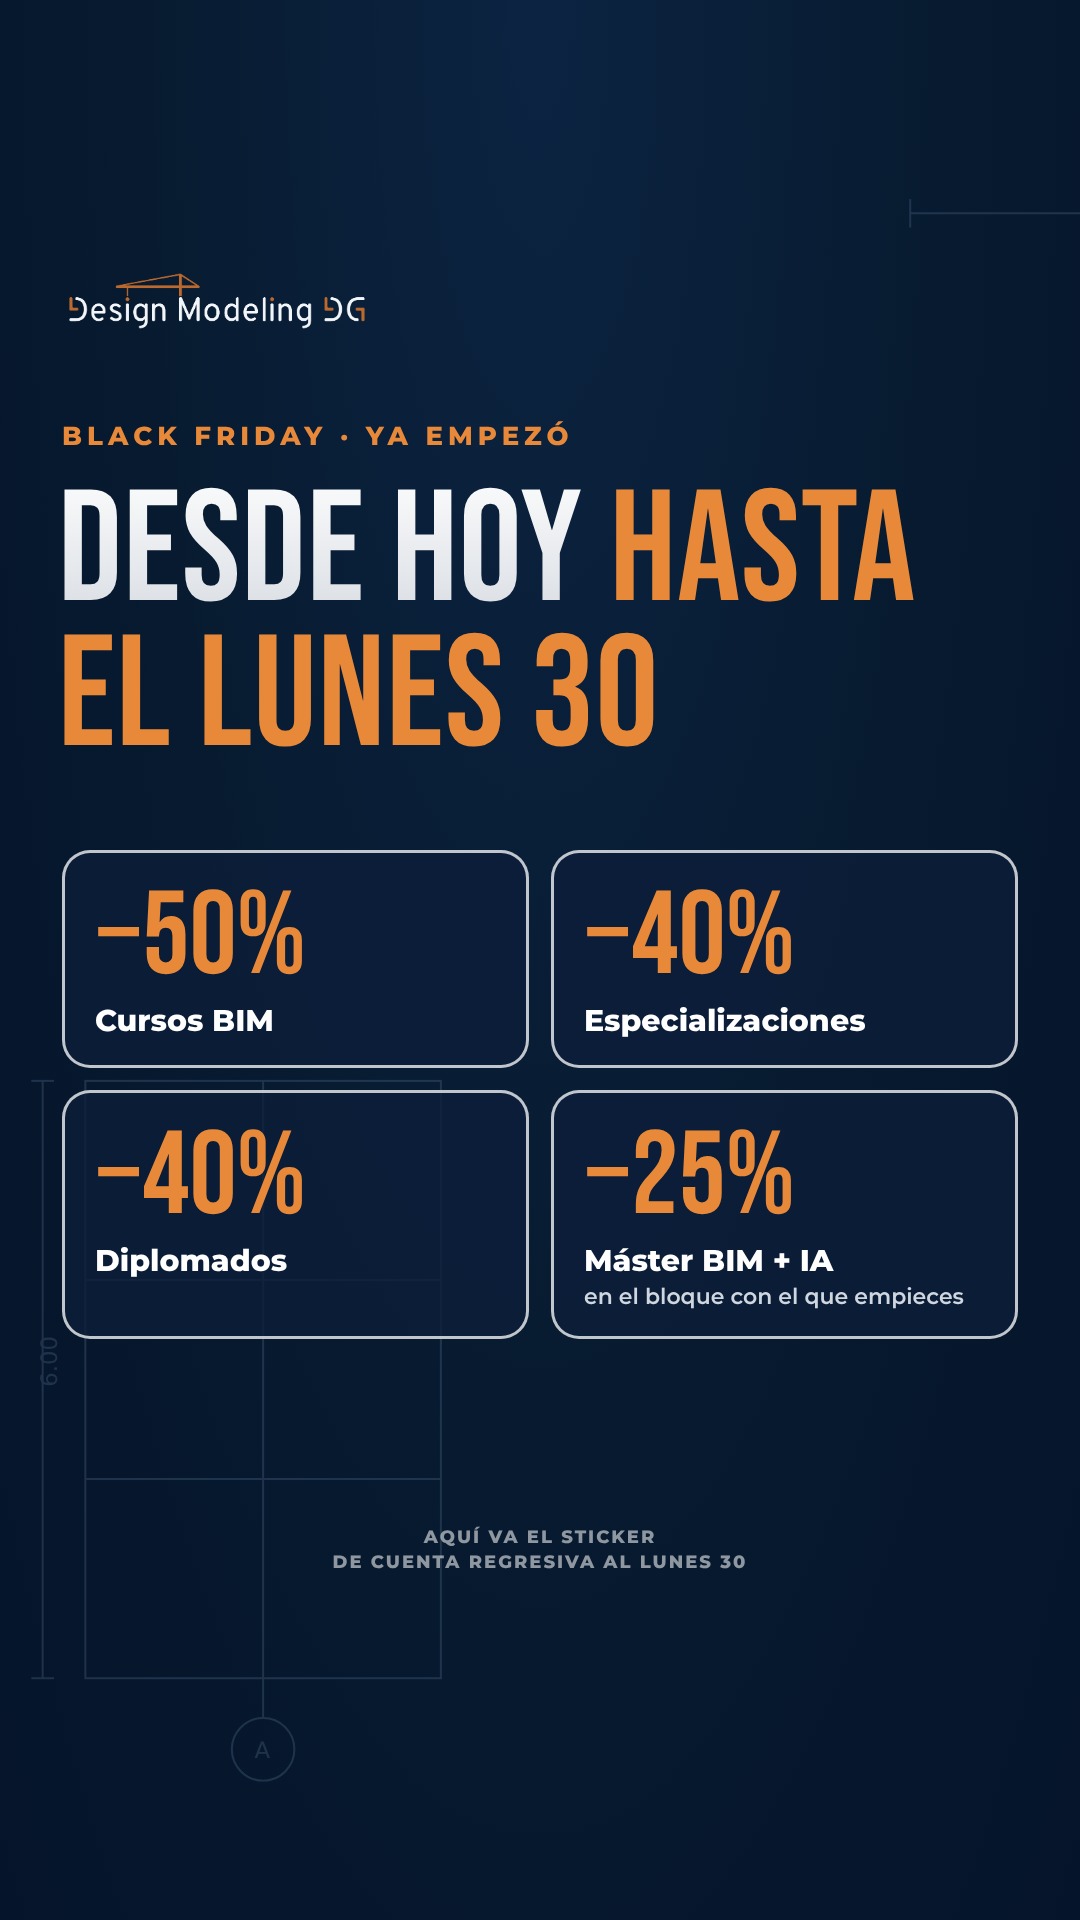 Design Modeling DG
BLACK FRIDAY · YA EMPEZÓ
DESDE HOY HASTA
EL LUNES 30
–50%
Cursos BIM
–40%
Especializaciones
–40%
Diplomados
–25%
Máster BIM + IA
en el bloque con el que empieces
6.00
AQUÍ VA EL STICKER
DE CUENTA REGRESIVA AL LUNES 30
A